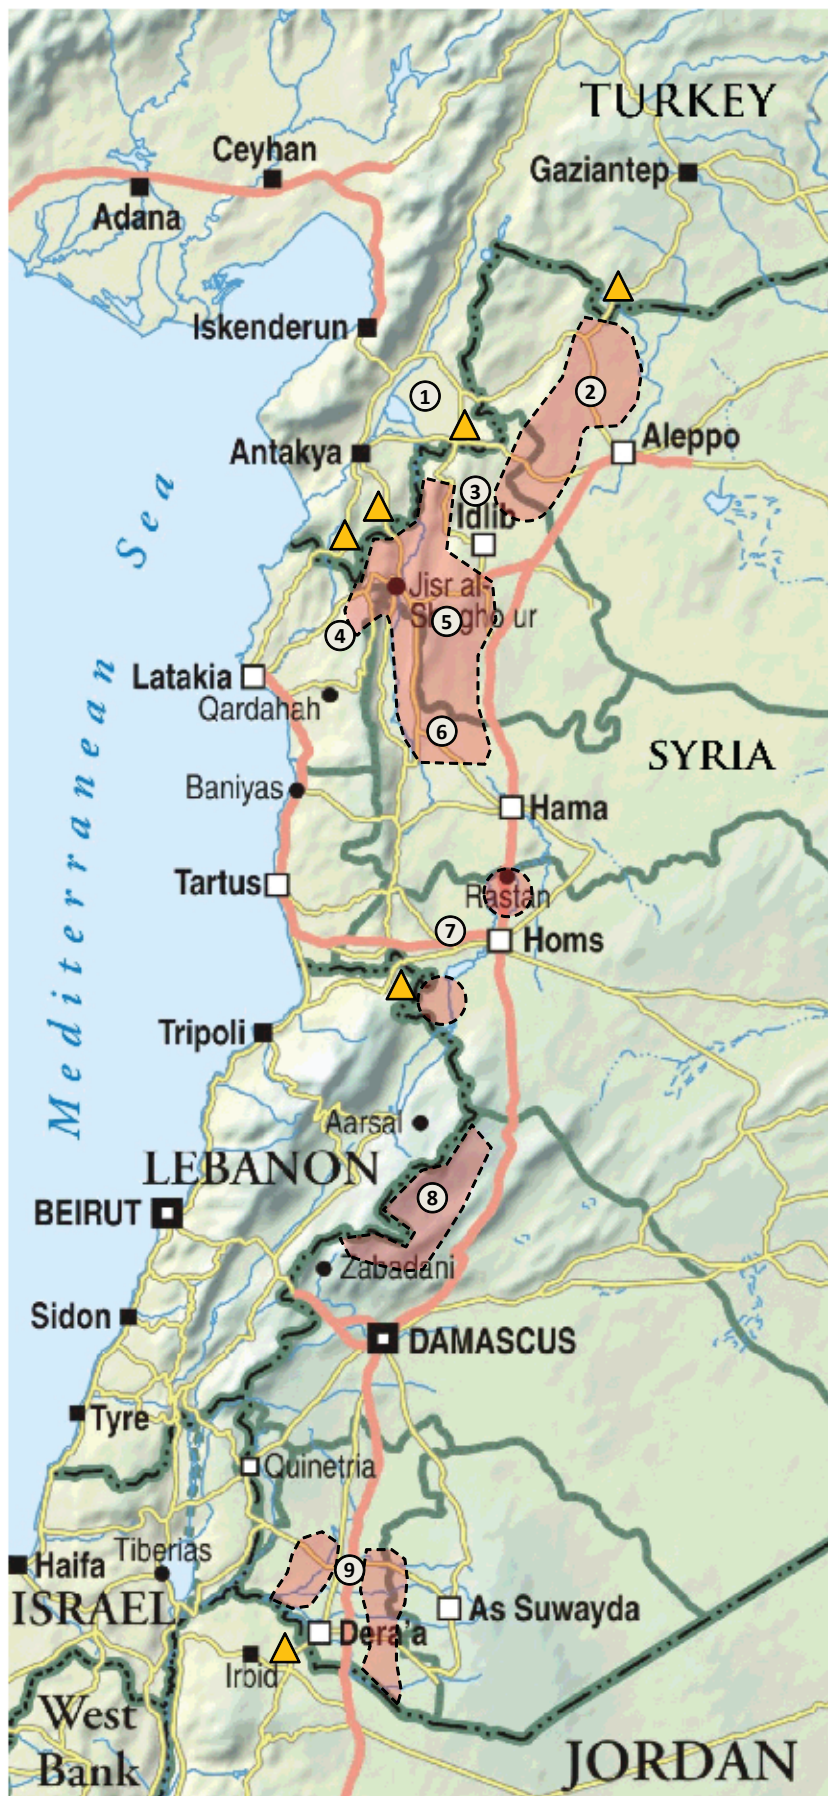 TURKEY
Ceyhan
Gaziantep
Adana
Iskenderun
1
2
Antakya
Aleppo
3
Idlib
Mediterranean Sea
Jisr al-
Shoghour
5
4
Latakia
Qardahah
6
SYRIA
Baniyas
Hama
Tartus
Rastan
7
Homs
Tripoli
Aarsal
LEBANON
8
BEIRUT
Zabadani
Sidon
DAMASCUS
Tyre
Quinetria
Tiberias
Haifa
9
ISRAEL
As Suwayda
Dera'a
Irbid
West
Bank
JORDAN